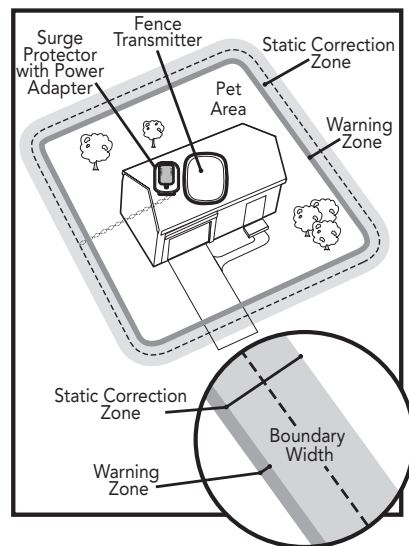 Surge
Protector
with Power
Adapter
Fence
Transmitter
Static Correction
Zone
Pet
Area
Warning
Zone
Static Correction
Zone
Boundary
Width
Warning
Zone